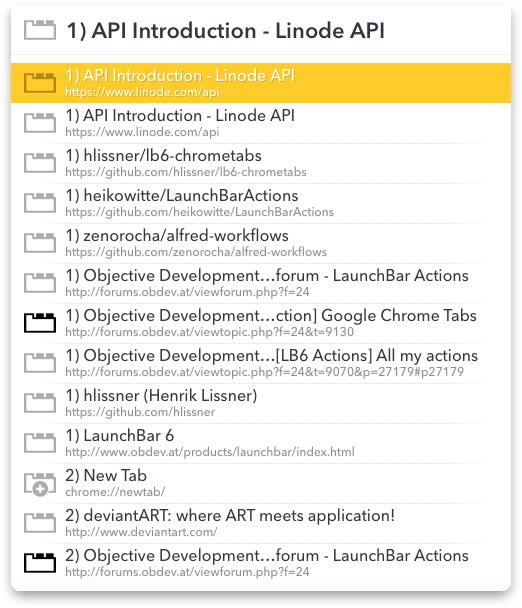 1) API Introduction - Linode API
1) API Introduction - Linode API
https://www.linode.com/api
1) API Introduction - Linode API
https://www.linode.com/api
1) hlissner/lb6-chrometabs
https://github.com/hlissner/lb6-chrometabs
1) heikowitte/LaunchBarActions
https://github.com/heikowitte/LaunchBarActions
1) zenorocha/alfred-workflows
https://github.com/zenorocha/alfred-workflows
1) Objective Development…forum - LaunchBar Actions
http://forums.obdev.at/viewforum.php?f=24
1) Objective Development…ction] Google Chrome Tabs
http://forums.obdev.at/viewtopic.php?f=24&t=9130
1) Objective Development…[LB6 Actions] All my actions
http://forums.obdev.at/viewtopic.php?f=24&t=9070&p=27179#p27179
1) hlissner (Henrik Lissner)
https://github.com/hlissner
1) LaunchBar 6
http://www.obdev.at/products/launchbar/index.html
2) New Tab
chrome://newtab/
2) deviantART: where ART meets application!
http://www.deviantart.com/
2) Objective Development…forum - LaunchBar Actions
http://forums.obdev.at/viewforum.php?f=24